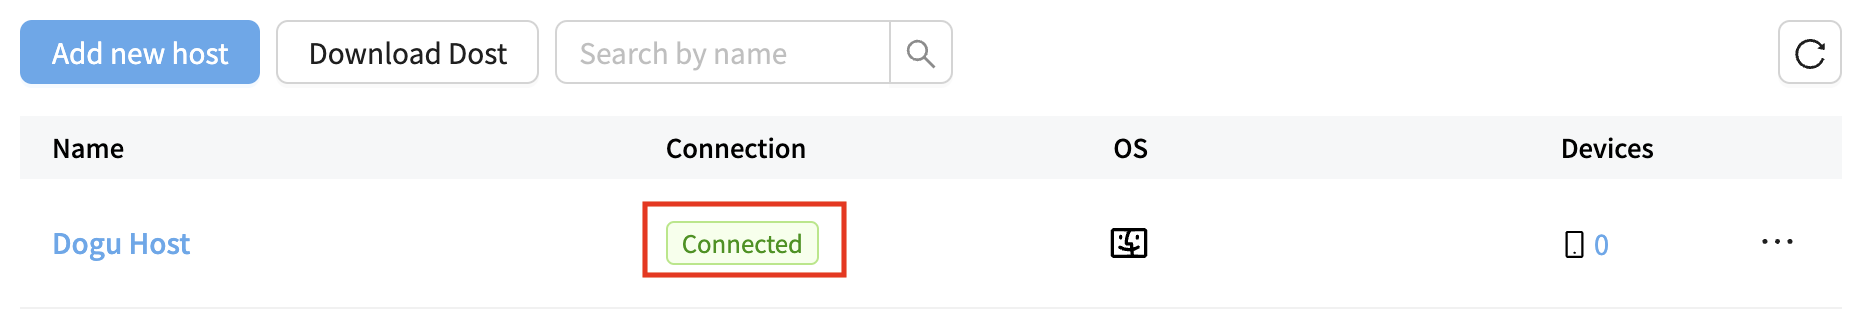 Add new host Download Dost Search by name
Name Connection OS Devices
Dogu Host Connected 0 ...